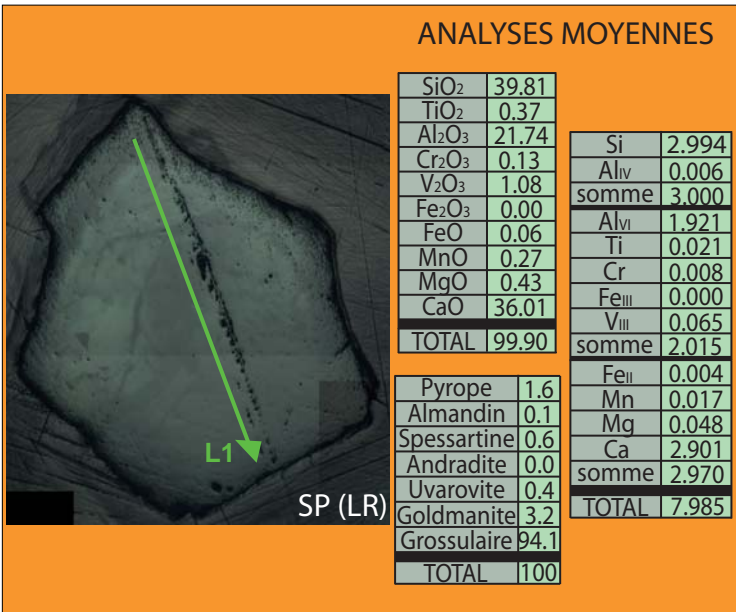 ANALYSES MOYENNES
SiO₂ 39.81
TiO₂ 0.37
Al₂O₃ 21.74
Cr₂O₃ 0.13
V₂O₃ 1.08
Fe₂O₃ 0.00
FeO 0.06
MnO 0.27
MgO 0.43
CaO 36.01
TOTAL 99.90
Si 2.994
AlIV 0.006
somme 3.000
AlVI 1.921
Ti 0.021
Cr 0.008
FeIII 0.000
VIII 0.065
somme 2.015
FeII 0.004
Mn 0.017
Mg 0.048
Ca 2.901
somme 2.970
TOTAL 7.985
Pyrope 1.6
Almandin 0.1
Spessartine 0.6
Andradite 0.0
Uvarovite 0.4
Goldmanite 3.2
Grossulaire 94.1
TOTAL 100
L1
SP (LR)